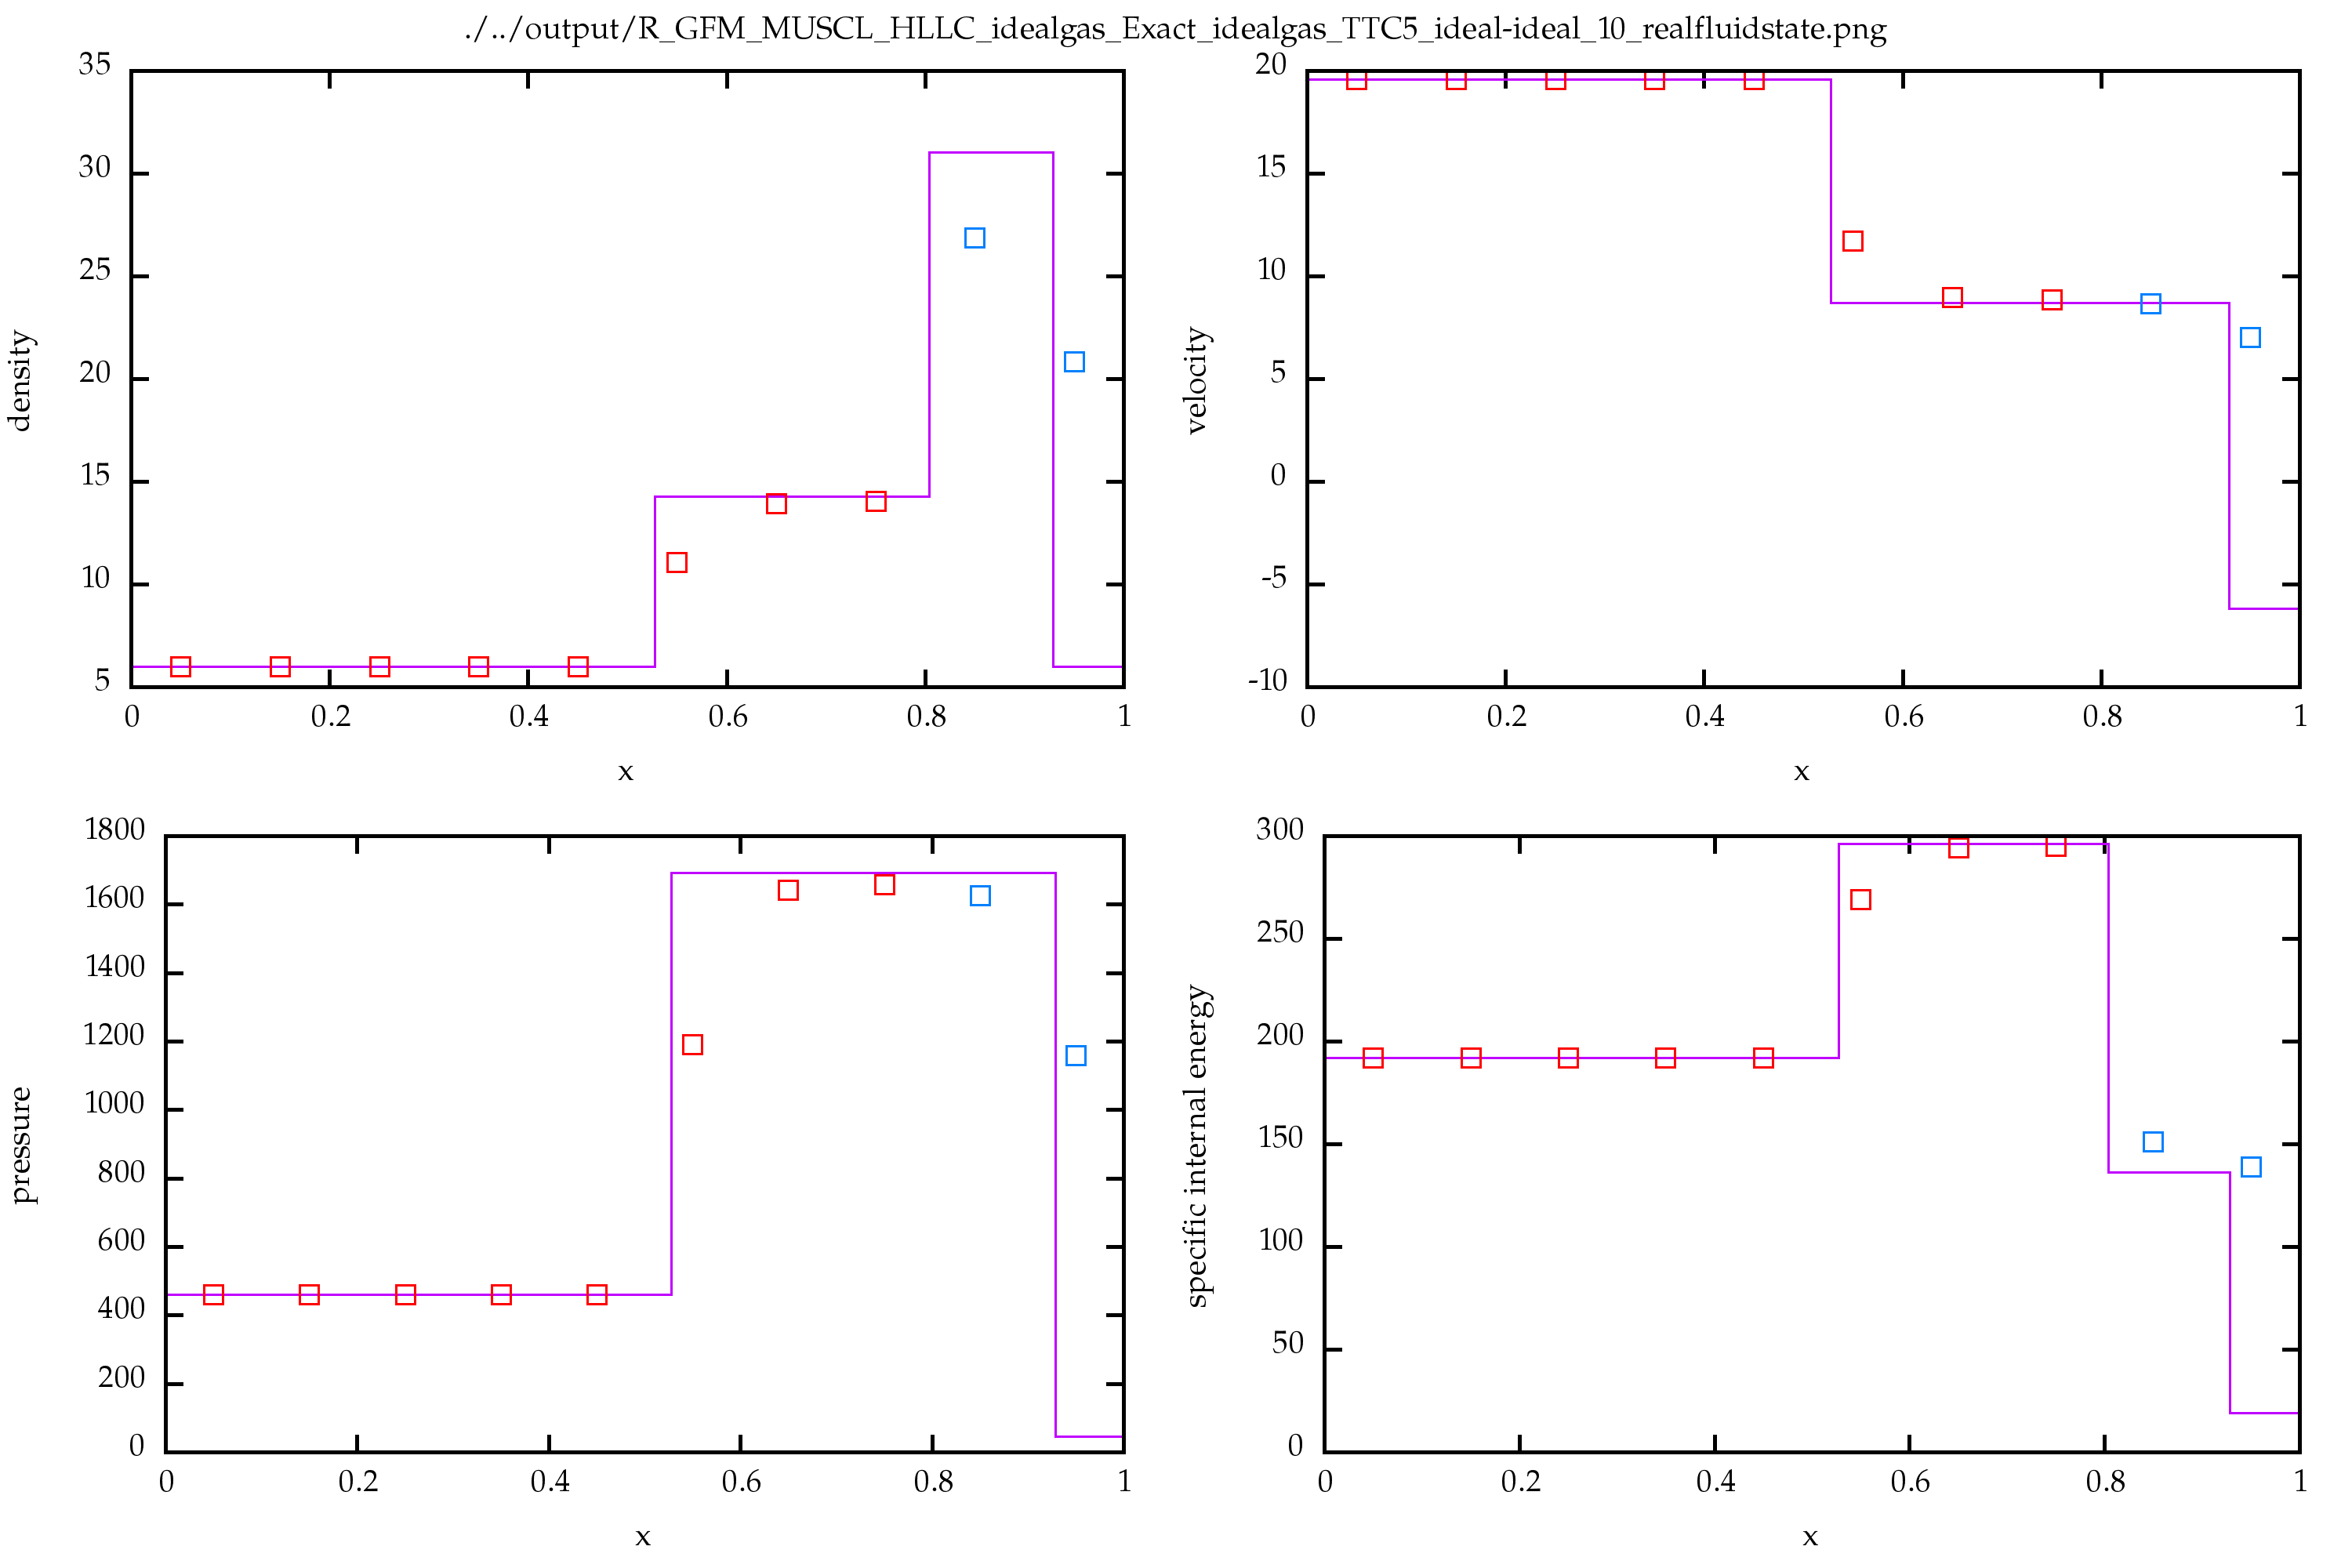 ./../output/R_GFM_MUSCL_HLLC_idealgas_Exact_idealgas_TTC5_ideal-ideal_10_realfluidstate.png
35
30
25
20
15
10
5
density
0 0.2 0.4 0.6 0.8 1
x
20
15
10
5
0
-5
-10
velocity
0 0.2 0.4 0.6 0.8 1
x
1800
1600
1400
1200
1000
800
600
400
200
0
pressure
0 0.2 0.4 0.6 0.8 1
x
300
250
200
150
100
50
0
specific internal energy
0 0.2 0.4 0.6 0.8 1
x